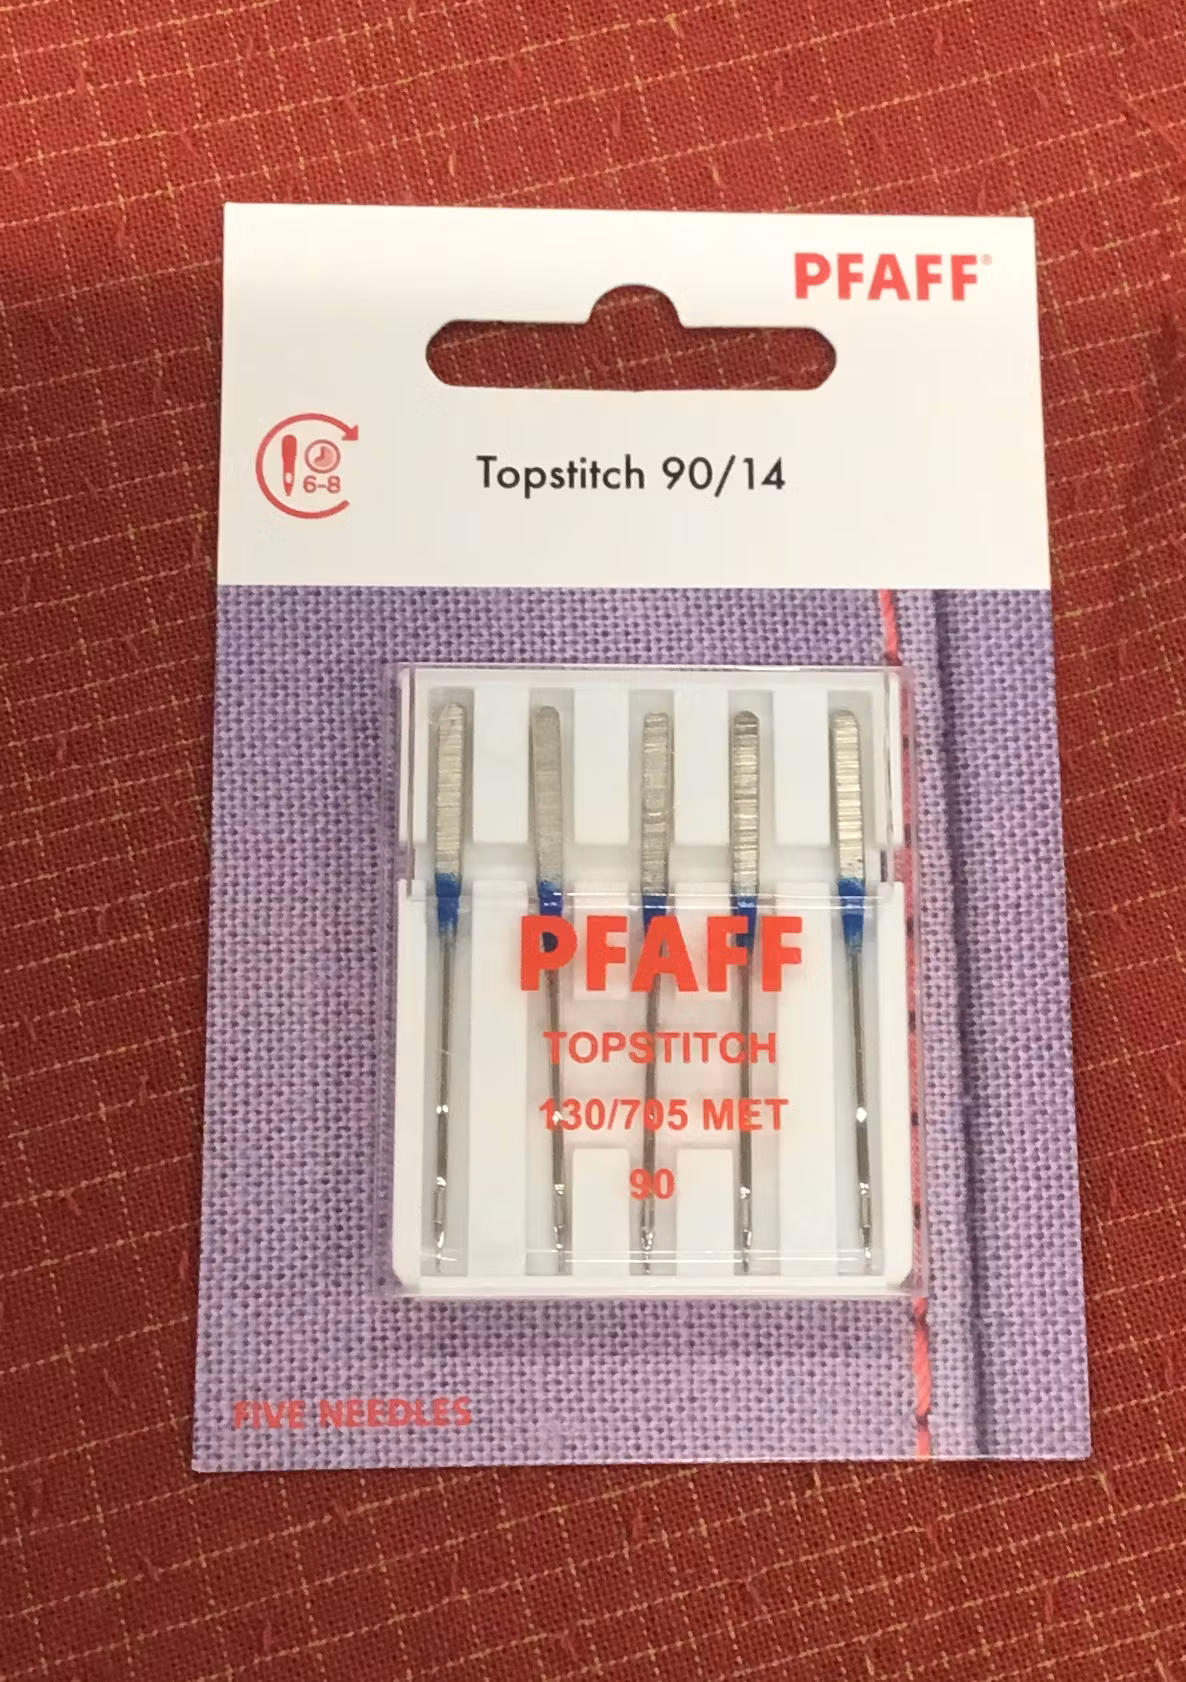 PFAFF®
6-8
Topstitch 90/14
PFAFF
TOPSTITCH
130/705 MET
90
FIVE NEEDLES